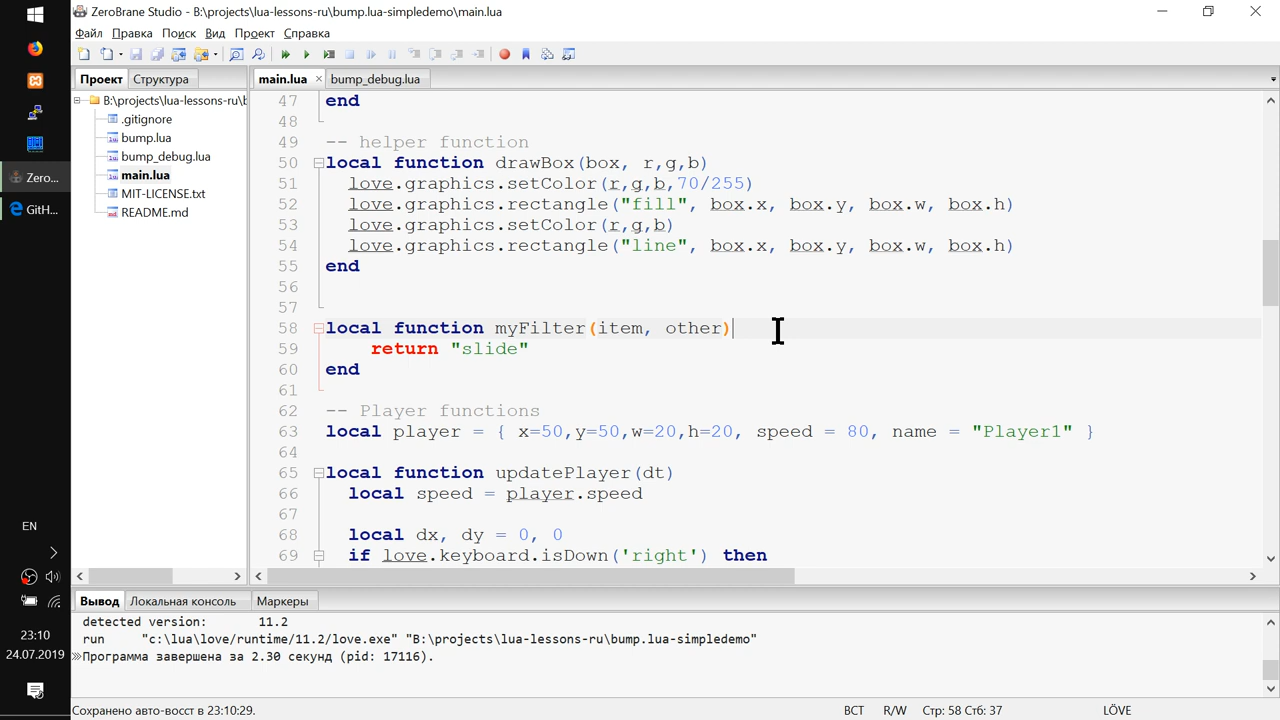 ZeroBrane Studio - B:\projects\lua-lessons-ru\bump.lua-simpledemo\main.lua
Файл Правка Поиск Вид Проект Справка
Проект Структура
main.lua bump_debug.lua
B:\projects\lua-lessons-ru\b
.gitignore
bump.lua
bump_debug.lua
main.lua
MIT-LICENSE.txt
README.md
47 end
48
49 -- helper function
50 local function drawBox(box, r,g,b)
51 love.graphics.setColor(r,g,b,70/255)
52 love.graphics.rectangle("fill", box.x, box.y, box.w, box.h)
53 love.graphics.setColor(r,g,b)
54 love.graphics.rectangle("line", box.x, box.y, box.w, box.h)
55 end
56
57
58 local function myFilter(item, other)
59 return "slide"
60 end
61
62 -- Player functions
63 local player = { x=50,y=50,w=20,h=20, speed = 80, name = "Player1" }
64
65 local function updatePlayer(dt)
66 local speed = player.speed
67
68 local dx, dy = 0, 0
69 if love.keyboard.isDown('right') then
Zero...
GitH...
EN
23:10
24.07.2019
Вывод Локальная консоль Маркеры
detected version: 11.2
run "c:\lua\love/runtime/11.2/love.exe" "B:\projects\lua-lessons-ru\bump.lua-simpledemo"
Программа завершена за 2.30 секунд (pid: 17116).
Сохранено авто-восст в 23:10:29. ВСТ R/W Стр: 58 Стб: 37 LÖVE